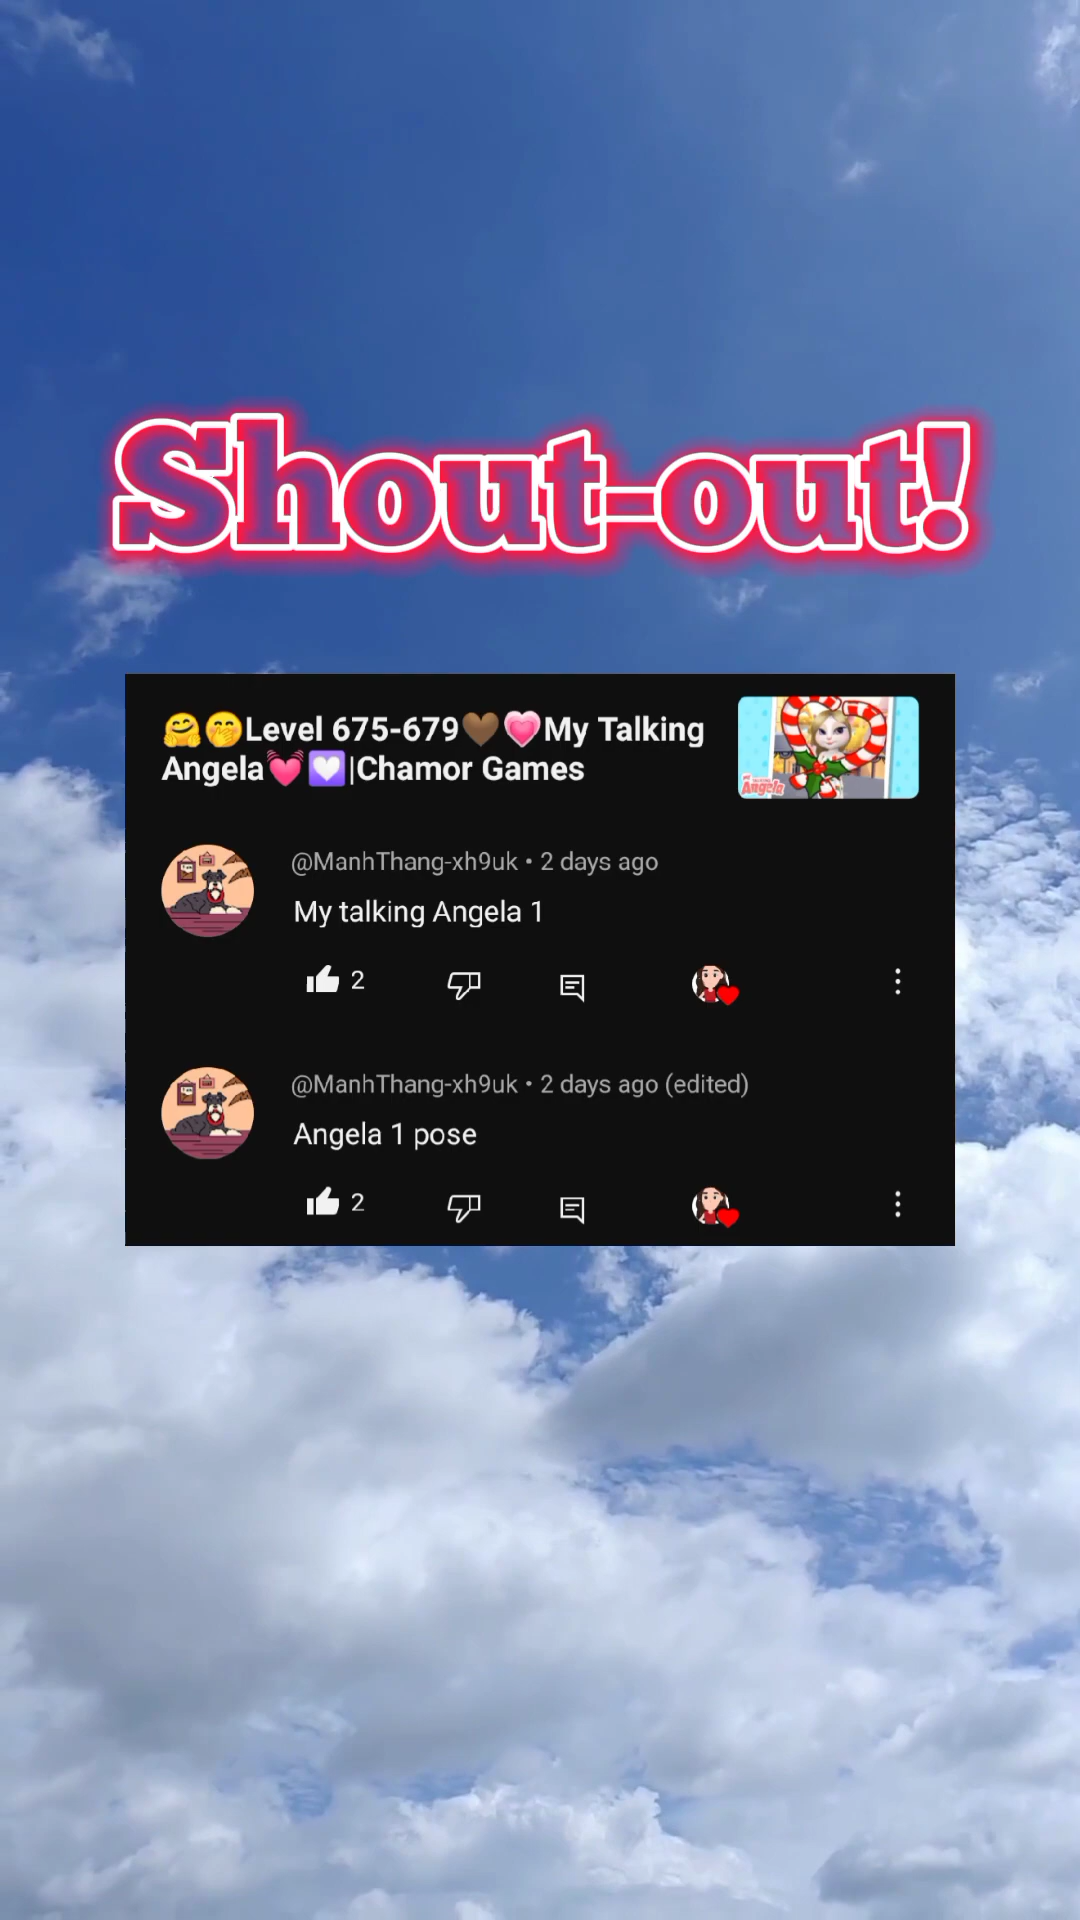 Shout-out!
🤗🤭Level 675-679🤎💗My Talking
Angela💓💟|Chamor Games
Angela
@ManhThang-xh9uk • 2 days ago
My talking Angela 1
2
@ManhThang-xh9uk • 2 days ago (edited)
Angela 1 pose
2